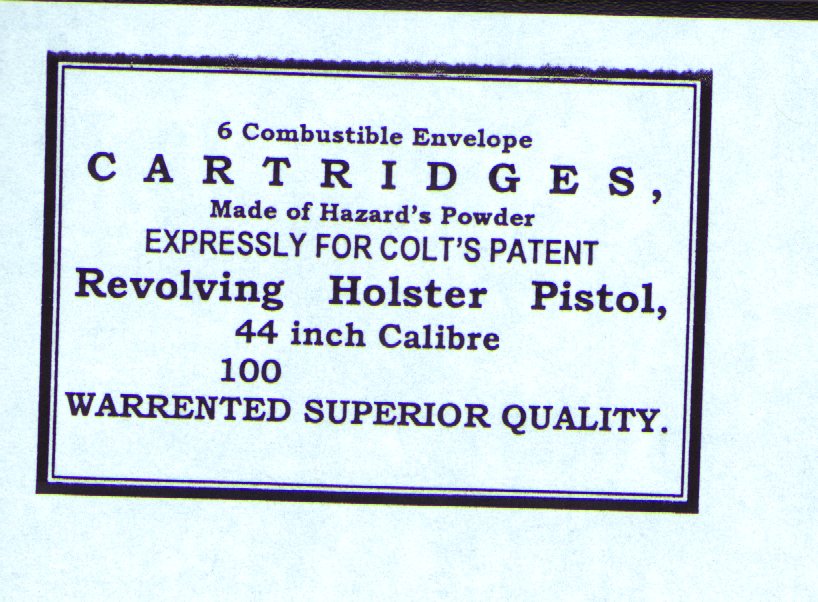 6 Combustible Envelope
CARTRIDGES,
Made of Hazard's Powder
EXPRESSLY FOR COLT'S PATENT
Revolving Holster Pistol,
44 inch Calibre
100
WARRENTED SUPERIOR QUALITY.